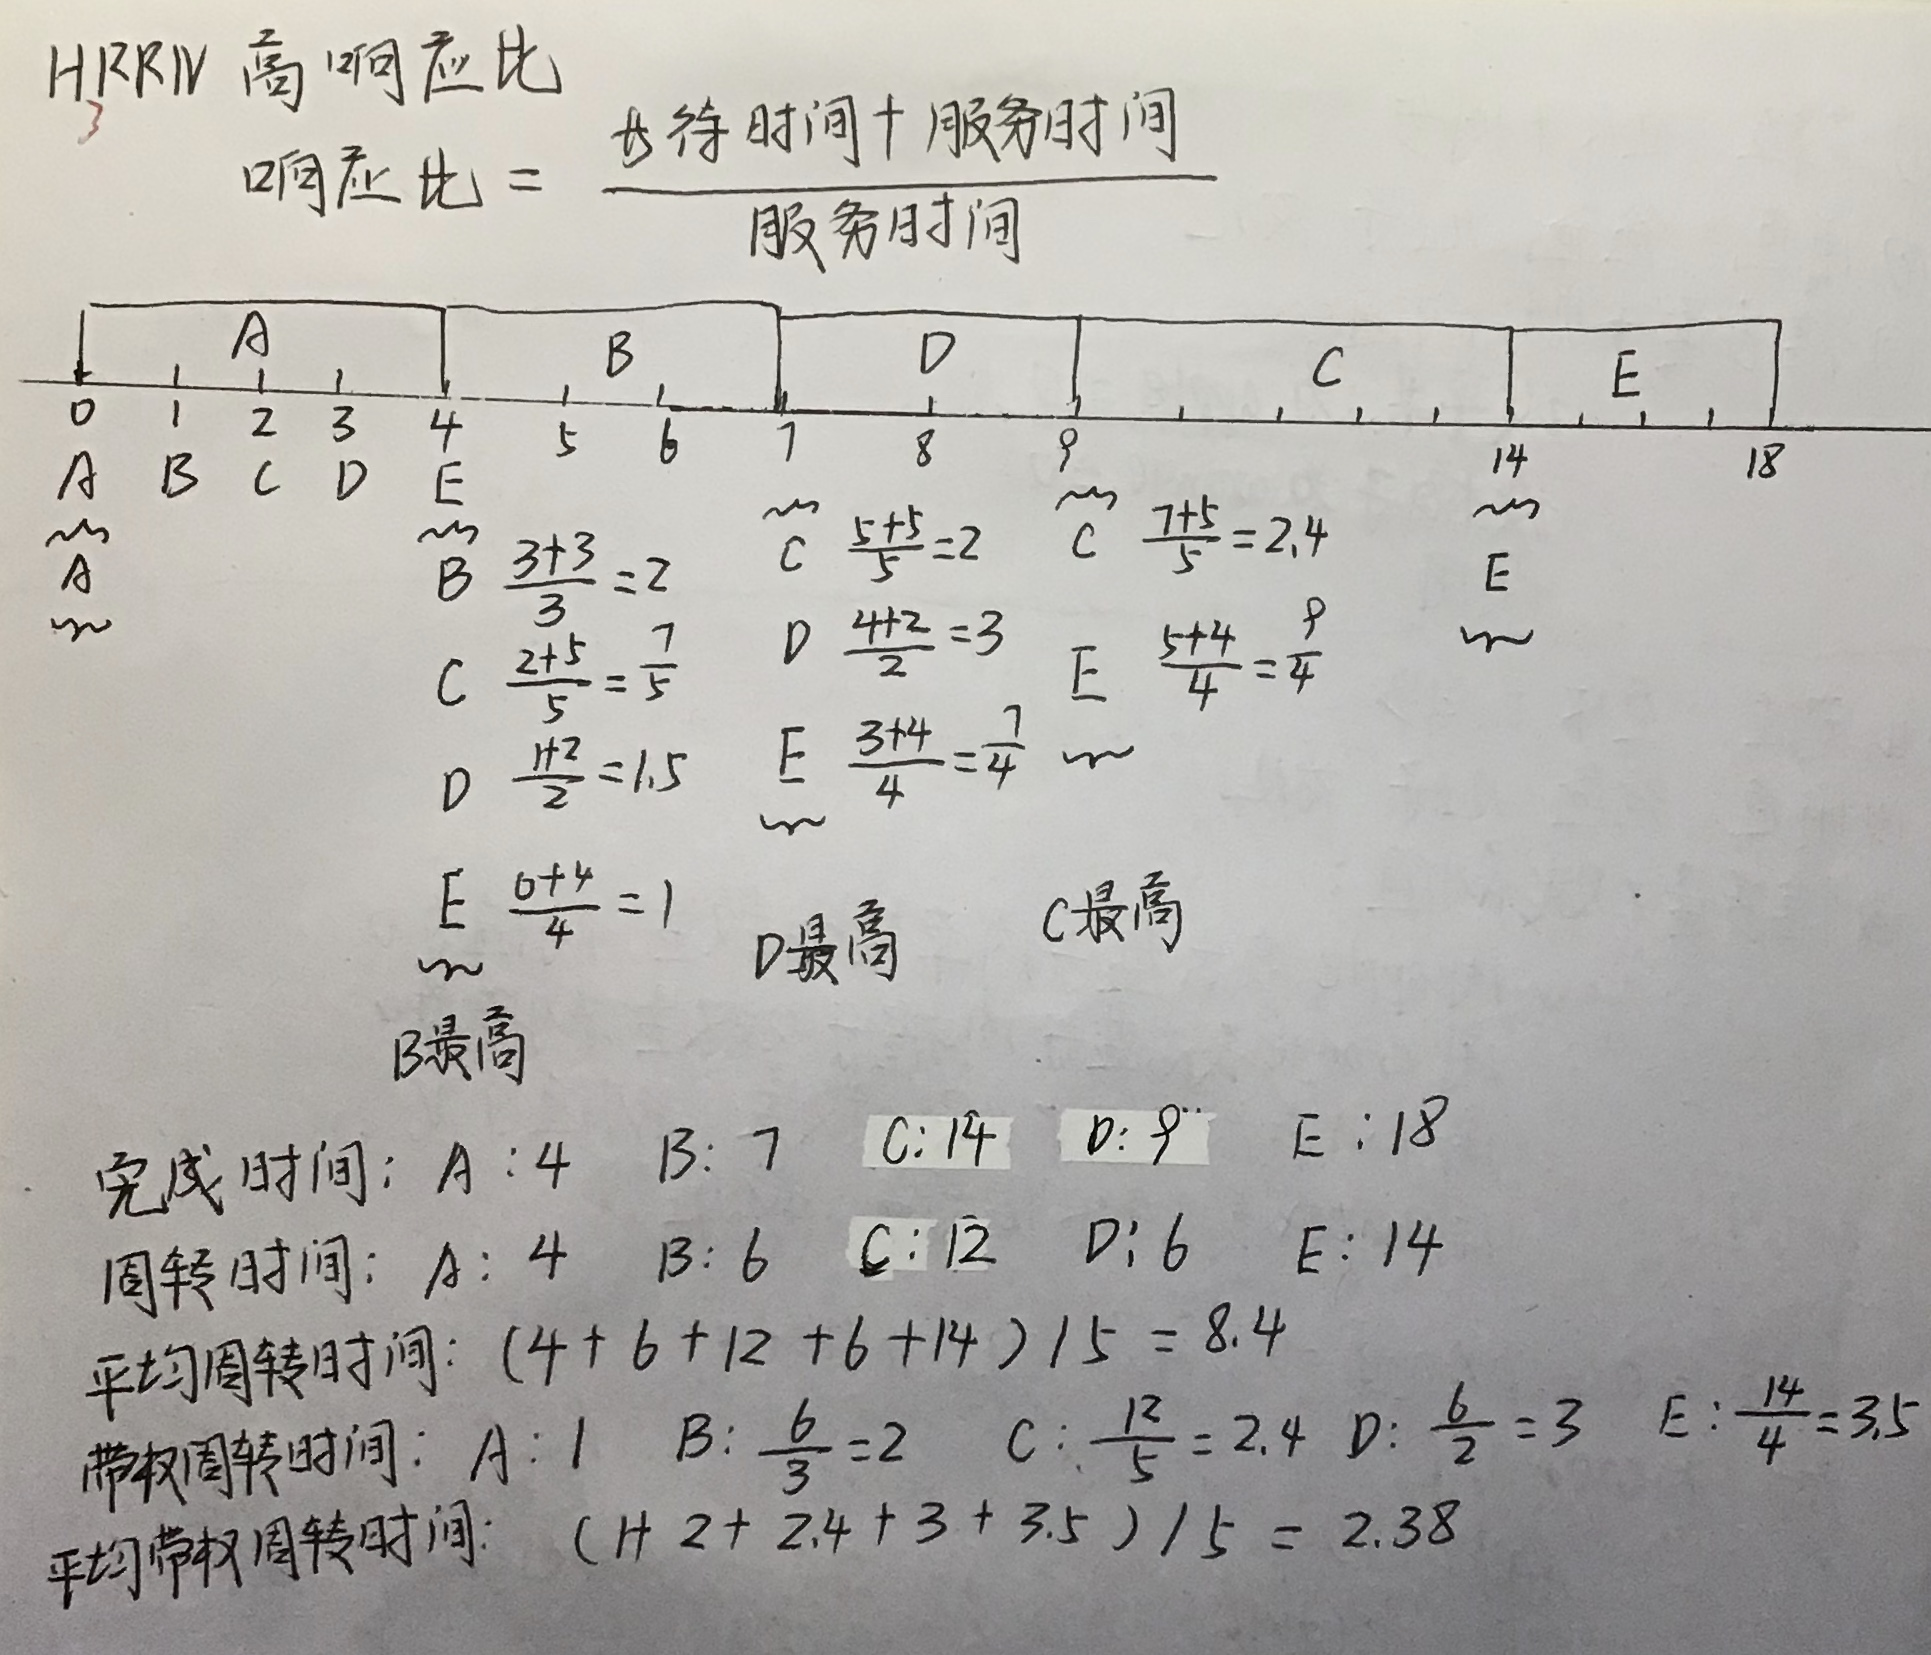 HRRN 高响应比
3
响应比 = 等待时间+服务时间
服务时间
A B D C E
0 1 2 3 4 5 6 7 8 9 14 18
A B C D E
A
B 3+3/3 =2
C 2+5/5 = 7/5
D 1+2/2 =1.5
E 0+4/4 =1
B最高
C 5+5/5 =2
D 4+2/2 =3
E 3+4/4 = 7/4
D最高
C 7+5/5 =2.4
E 5+4/4 = 9/4
C最高
E
完成时间: A:4 B:7 C:14 D:9 E:18
周转时间: A:4 B:6 C:12 D:6 E:14
平均周转时间: (4+6+12+6+14)/5 = 8.4
带权周转时间: A:1 B: 6/3 =2 C: 12/5 =2.4 D: 6/2 =3 E: 14/4 =3.5
平均带权周转时间: (1+2+2.4+3+3.5)/5 = 2.38